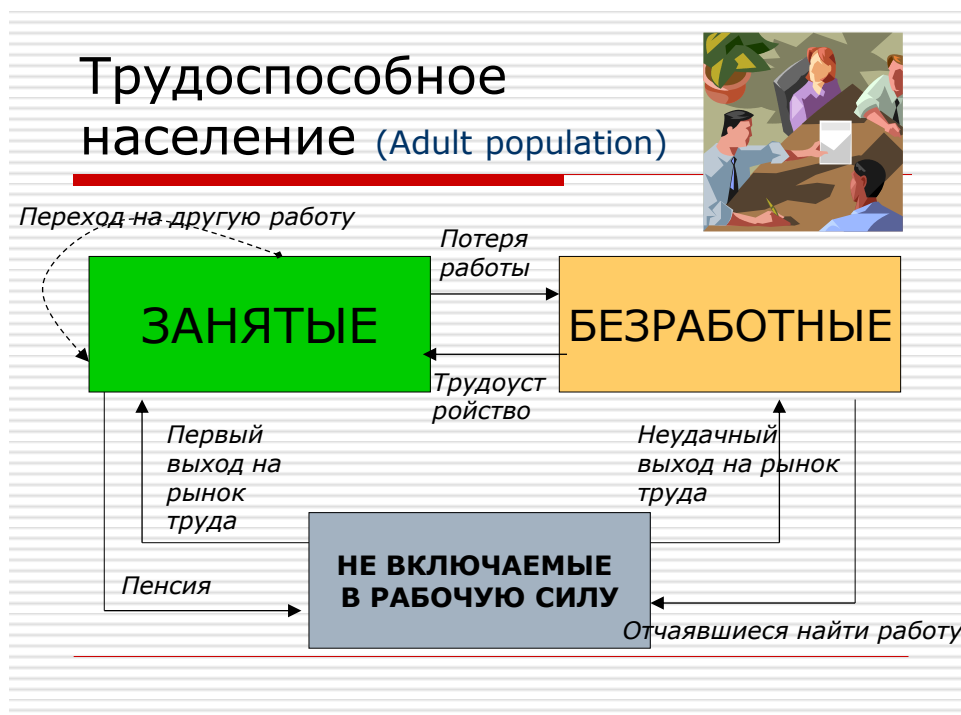 Трудоспособное
население (Adult population)
Переход на другую работу
Потеря
работы
ЗАНЯТЫЕ
БЕЗРАБОТНЫЕ
Трудоуст
ройство
Первый
выход на
рынок
труда
Неудачный
выход на рынок
труда
НЕ ВКЛЮЧАЕМЫЕ
В РАБОЧУЮ СИЛУ
Пенсия
Отчаявшиеся найти работу